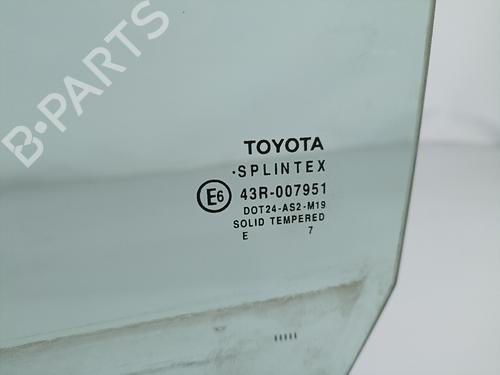 B-PARTS
TOYOTA
·SPLINTEX
E6 43R-007951
DOT24-AS2-M19
SOLID TEMPERED
E 7